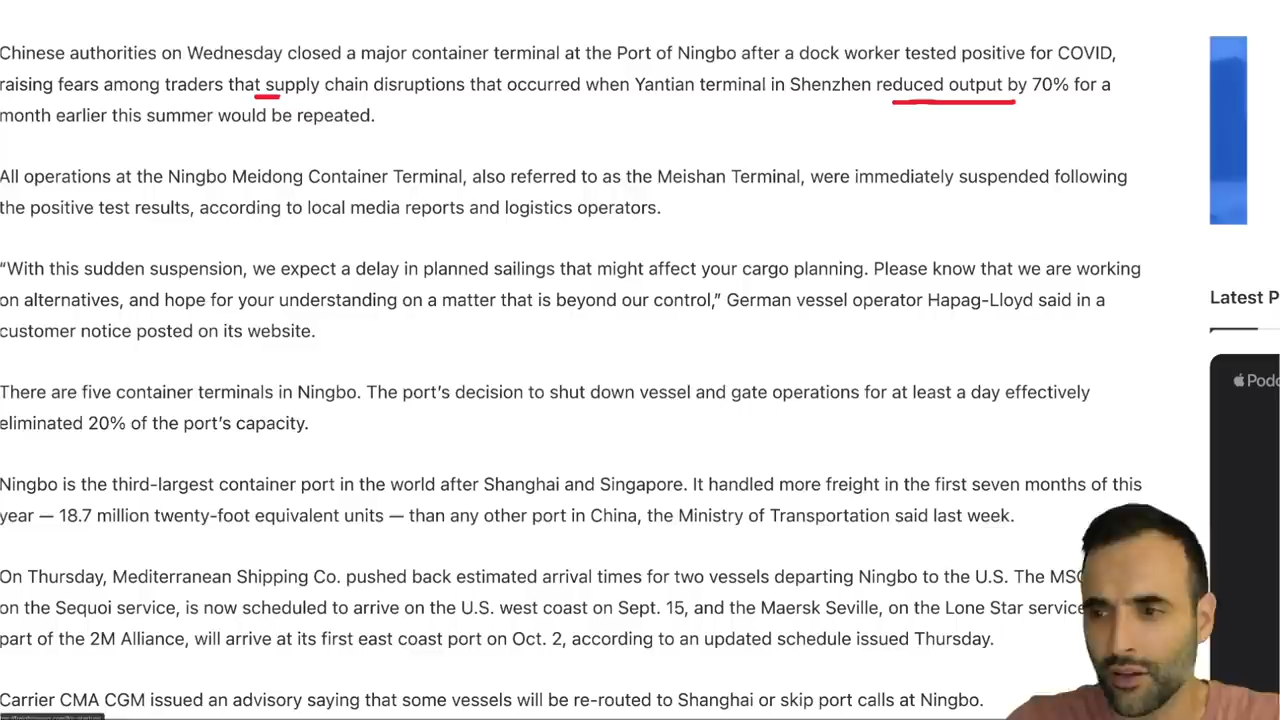 Chinese authorities on Wednesday closed a major container terminal at the Port of Ningbo after a dock worker tested positive for COVID,
raising fears among traders that supply chain disruptions that occurred when Yantian terminal in Shenzhen reduced output by 70% for a
month earlier this summer would be repeated.
All operations at the Ningbo Meidong Container Terminal, also referred to as the Meishan Terminal, were immediately suspended following
the positive test results, according to local media reports and logistics operators.
“With this sudden suspension, we expect a delay in planned sailings that might affect your cargo planning. Please know that we are working
on alternatives, and hope for your understanding on a matter that is beyond our control,” German vessel operator Hapag-Lloyd said in a
customer notice posted on its website.
Latest P
There are five container terminals in Ningbo. The port’s decision to shut down vessel and gate operations for at least a day effectively
eliminated 20% of the port’s capacity.
Podc
Ningbo is the third-largest container port in the world after Shanghai and Singapore. It handled more freight in the first seven months of this
year — 18.7 million twenty-foot equivalent units — than any other port in China, the Ministry of Transportation said last week.
On Thursday, Mediterranean Shipping Co. pushed back estimated arrival times for two vessels departing Ningbo to the U.S. The MSC
on the Sequoi service, is now scheduled to arrive on the U.S. west coast on Sept. 15, and the Maersk Seville, on the Lone Star service
part of the 2M Alliance, will arrive at its first east coast port on Oct. 2, according to an updated schedule issued Thursday.
Carrier CMA CGM issued an advisory saying that some vessels will be re-routed to Shanghai or skip port calls at Ningbo.